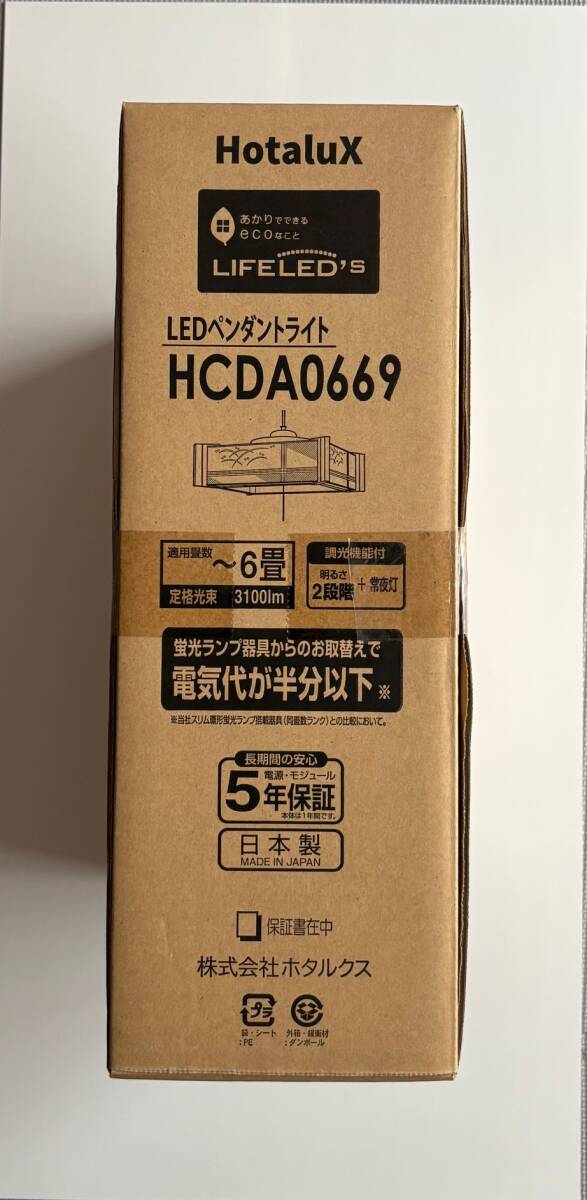 HotaluX
あかりでできる
ecoなこと
LIFELED'S
LEDペンダントライト
HCDA0669
適用畳数
～6畳
定格光束 3100lm
調光機能付
明るさ
2段階 + 常夜灯
蛍光ランプ器具からのお取替えで
電気代が半分以下※
※当社スリム環形蛍光ランプ搭載器具（同畳数ランク）との比較において。
長期間の安心
5年保証
電源・モジュール
本体は1年間です。
日本製
MADE IN JAPAN
保証書在中
株式会社ホタルクス
プラ
袋・シート
:PE
外箱・緩衝材
:ダンボール